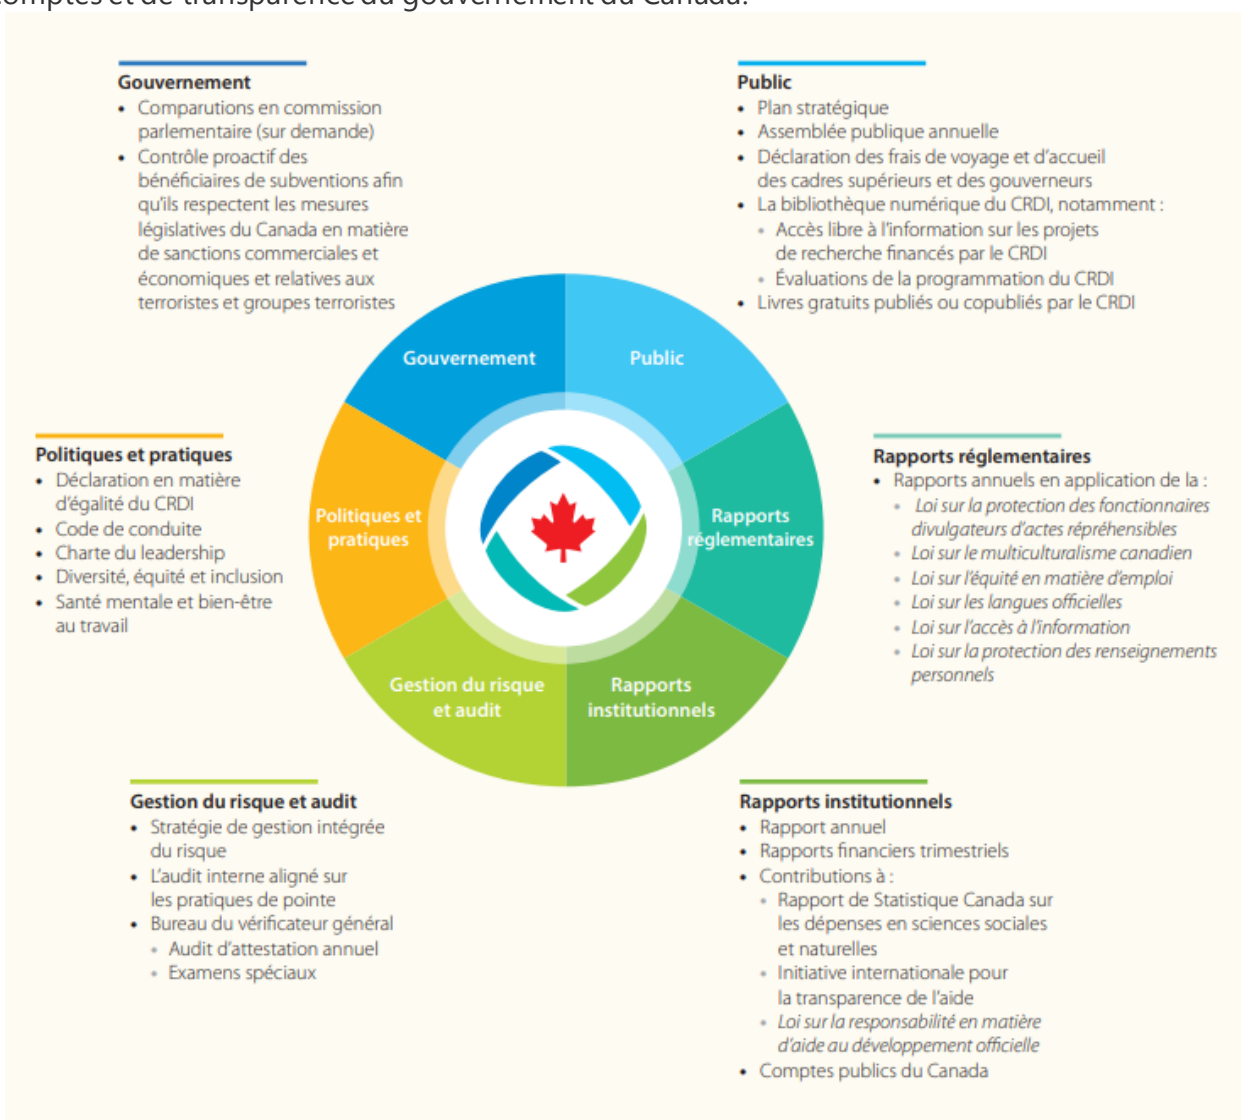 comptes et de transparence du gouvernement du Canada.
Gouvernement
• Comparutions en commission
parlementaire (sur demande)
• Contrôle proactif des
bénéficiaires de subventions afin
qu'ils respectent les mesures
législatives du Canada en matière
de sanctions commerciales et
économiques et relatives aux
terroristes et groupes terroristes
Public
• Plan stratégique
• Assemblée publique annuelle
• Déclaration des frais de voyage et d'accueil
des cadres supérieurs et des gouverneurs
• La bibliothèque numérique du CRDI, notamment :
• Accès libre à l'information sur les projets
de recherche financés par le CRDI
• Évaluations de la programmation du CRDI
• Livres gratuits publiés ou copubliés par le CRDI
Gouvernement
Public
Politiques et pratiques
• Déclaration en matière
d'égalité du CRDI
• Code de conduite
• Charte du leadership
• Diversité, équité et inclusion
• Santé mentale et bien-être
au travail
Politiques et
pratiques
Rapports
réglementaires
Rapports réglementaires
• Rapports annuels en application de la :
• Loi sur la protection des fonctionnaires
divulgateurs d'actes répréhensibles
• Loi sur le multiculturalisme canadien
• Loi sur l'équité en matière d'emploi
• Loi sur les langues officielles
• Loi sur l'accès à l'information
• Loi sur la protection des renseignements
personnels
Gestion du risque
et audit
Rapports
institutionnels
Gestion du risque et audit
• Stratégie de gestion intégrée
du risque
• L'audit interne aligné sur
les pratiques de pointe
• Bureau du vérificateur général
• Audit d'attestation annuel
• Examens spéciaux
Rapports institutionnels
• Rapport annuel
• Rapports financiers trimestriels
• Contributions à :
• Rapport de Statistique Canada sur
les dépenses en sciences sociales
et naturelles
• Initiative internationale pour
la transparence de l'aide
• Loi sur la responsabilité en matière
d'aide au développement officielle
• Comptes publics du Canada